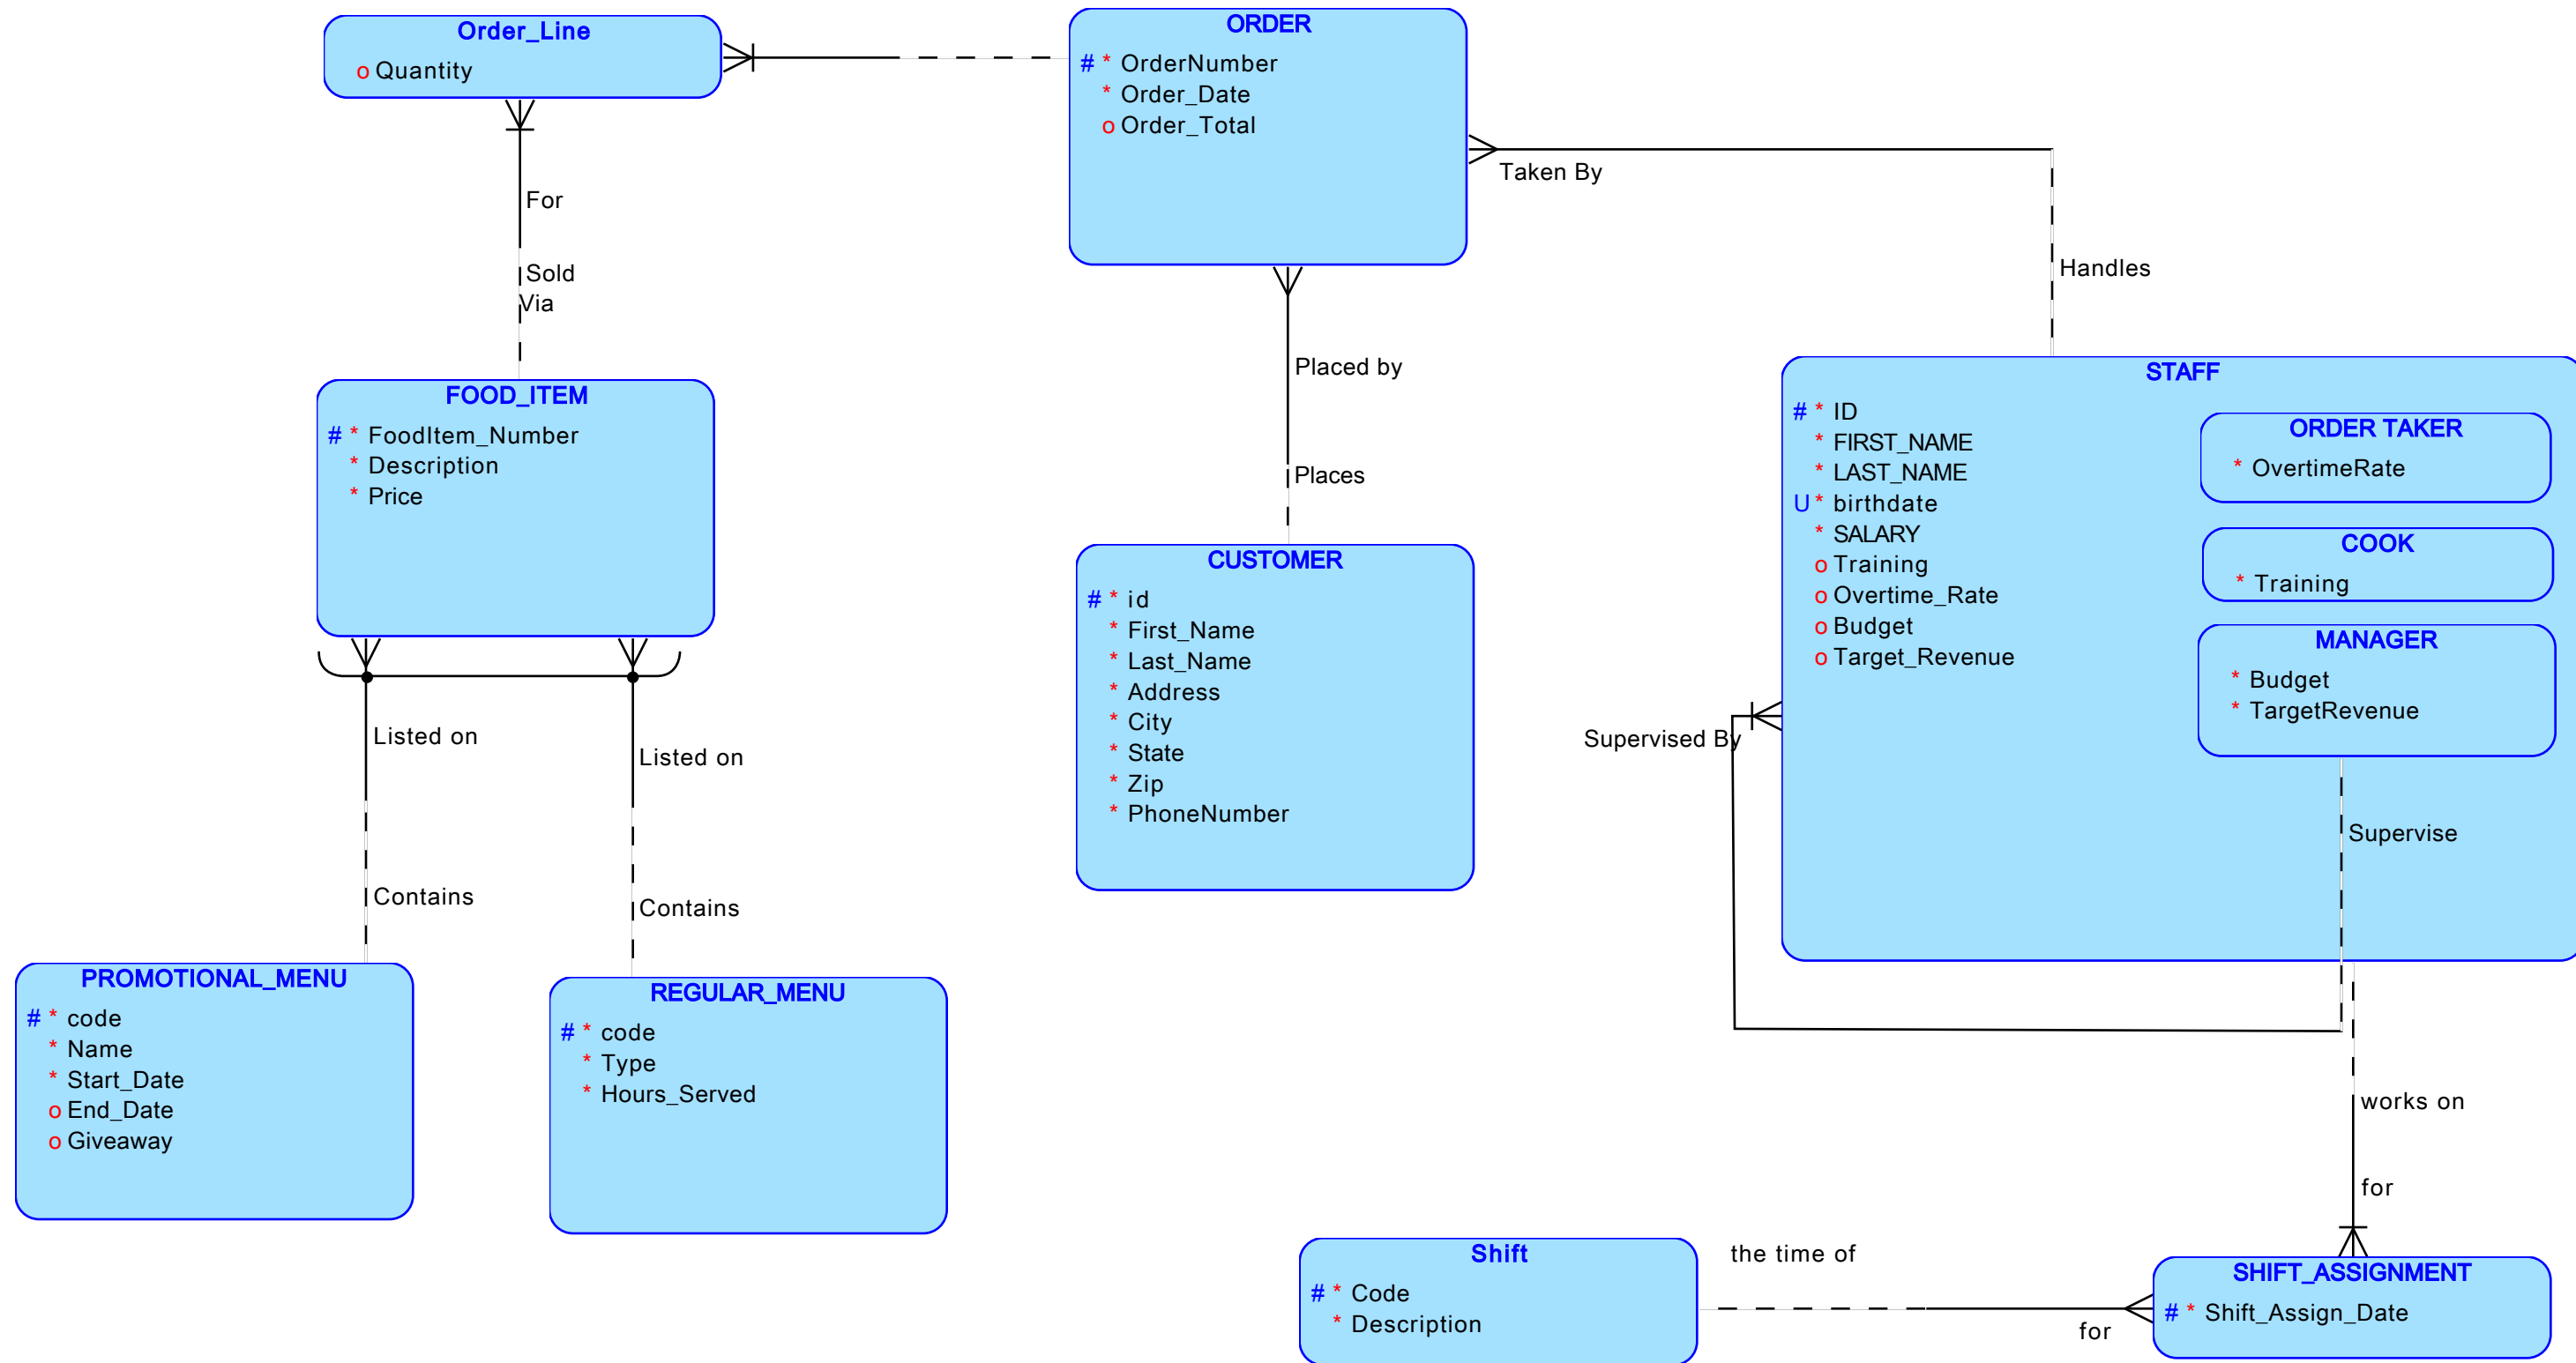 Order_Line
o Quantity
ORDER
# * OrderNumber
* Order_Date
o Order_Total
Taken By
Handles
For
Sold
Via
Placed by
Places
FOOD_ITEM
# * FoodItem_Number
* Description
* Price
STAFF
# * ID
* FIRST_NAME
* LAST_NAME
U * birthdate
* SALARY
o Training
o Overtime_Rate
o Budget
o Target_Revenue
ORDER TAKER
* OvertimeRate
COOK
* Training
MANAGER
* Budget
* TargetRevenue
CUSTOMER
# * id
* First_Name
* Last_Name
* Address
* City
* State
* Zip
* PhoneNumber
Listed on
Listed on
Supervised By
Supervise
Contains
Contains
PROMOTIONAL_MENU
# * code
* Name
* Start_Date
o End_Date
o Giveaway
REGULAR_MENU
# * code
* Type
* Hours_Served
works on
for
Shift
# * Code
* Description
the time of
for
SHIFT_ASSIGNMENT
# * Shift_Assign_Date